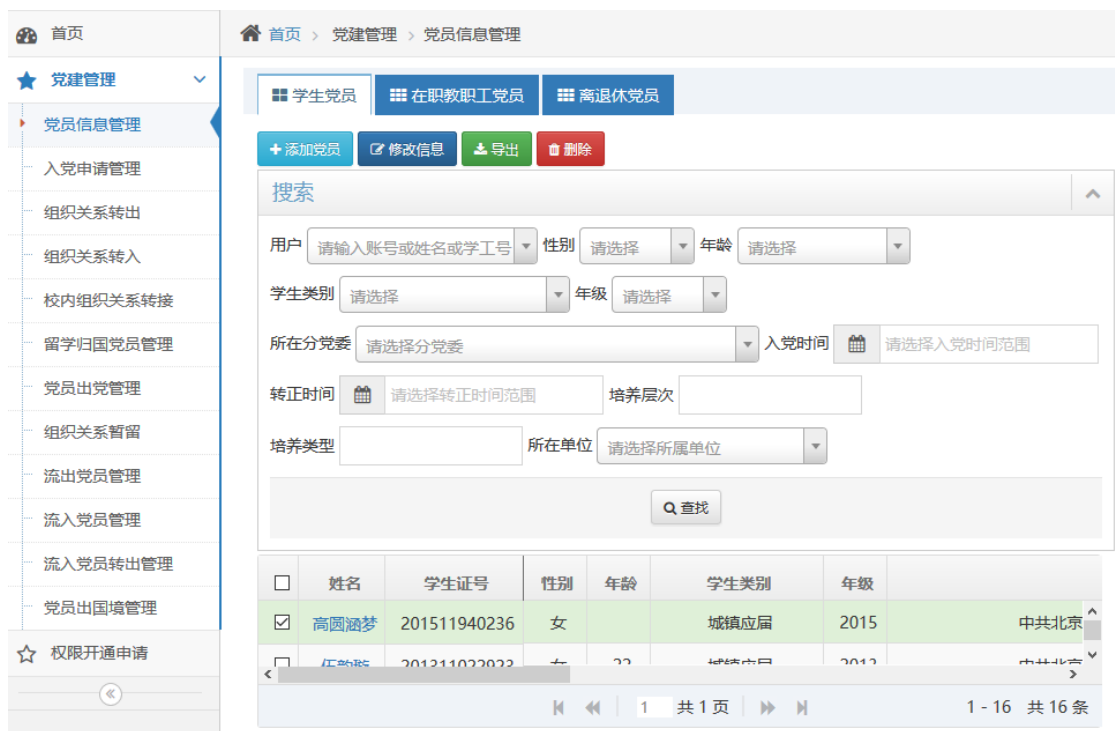 首页
党建管理
党员信息管理
入党申请管理
组织关系转出
组织关系转入
校内组织关系转接
留学归国党员管理
党员出党管理
组织关系暂留
流出党员管理
流入党员管理
流入党员转出管理
党员出国境管理
权限开通申请
首页 > 党建管理 > 党员信息管理
学生党员 在职教职工党员 离退休党员
添加党员 修改信息 导出 删除
搜索
用户 请输入账号或姓名或学工号 性别 请选择 年龄 请选择
学生类别 请选择 年级 请选择
所在分党委 请选择分党委 入党时间 请选择入党时间范围
转正时间 请选择转正时间范围 培养层次
培养类型 所在单位 请选择所属单位
查找
姓名 学生证号 性别 年龄 学生类别 年级
高圆涵梦 201511940236 女 城镇应届 2015 中共北京
201311022923 女 22 城镇应届 中共北京
1 共1页 1 - 16 共16条